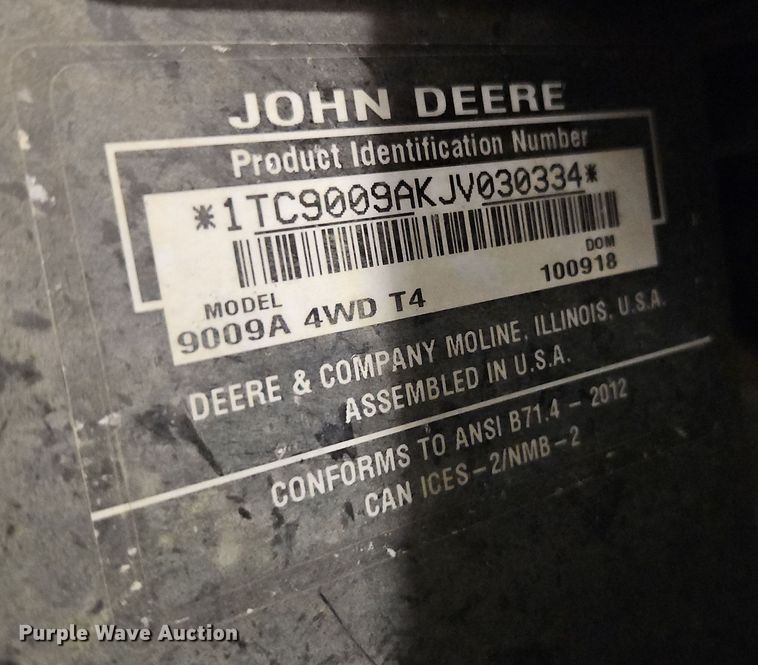 JOHN DEERE
Product Identification Number
*1TC9009AKJV030334*
DOM
MODEL 100918
9009A 4WD T4
DEERE & COMPANY MOLINE, ILLINOIS, U.S.A.
ASSEMBLED IN U.S.A.
CONFORMS TO ANSI B71.4 – 2012
CAN ICES–2/NMB–2
Purple Wave Auction